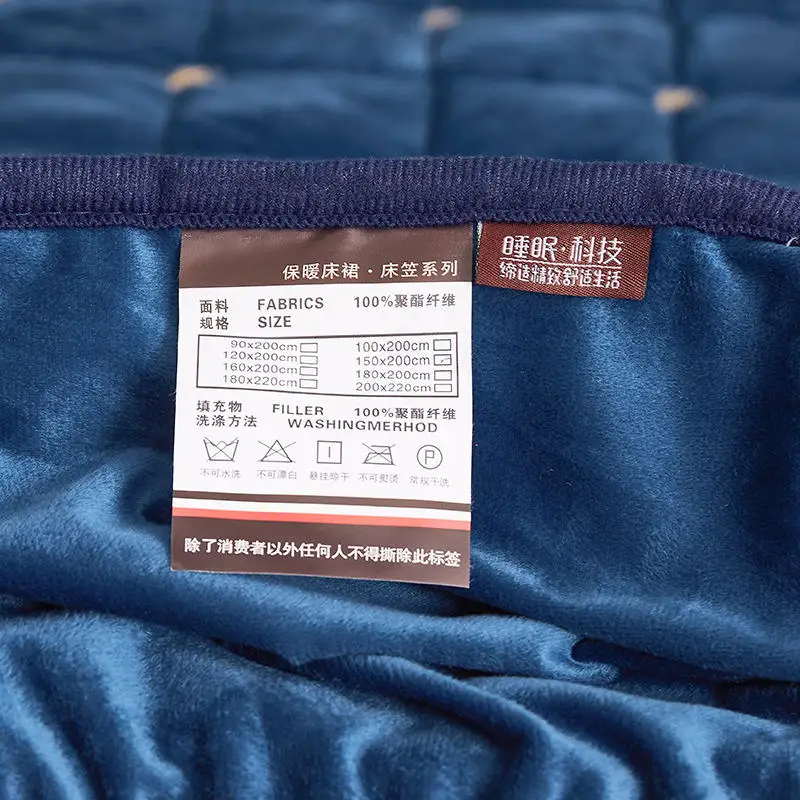 保暖床裙·床笠系列
面料 FABRICS 100%聚酯纤维
规格 SIZE
90x200cm 100x200cm
120x200cm 150x200cm
160x200cm 180x200cm
180x220cm 200x220cm
填充物 FILLER 100%聚酯纤维
洗涤方法 WASHINGMERHOD
P
不可水洗 不可漂白 悬挂晾干 不可熨烫 常规干洗
除了消费者以外任何人不得撕除此标签
睡眠·科技
缔造精致舒适生活